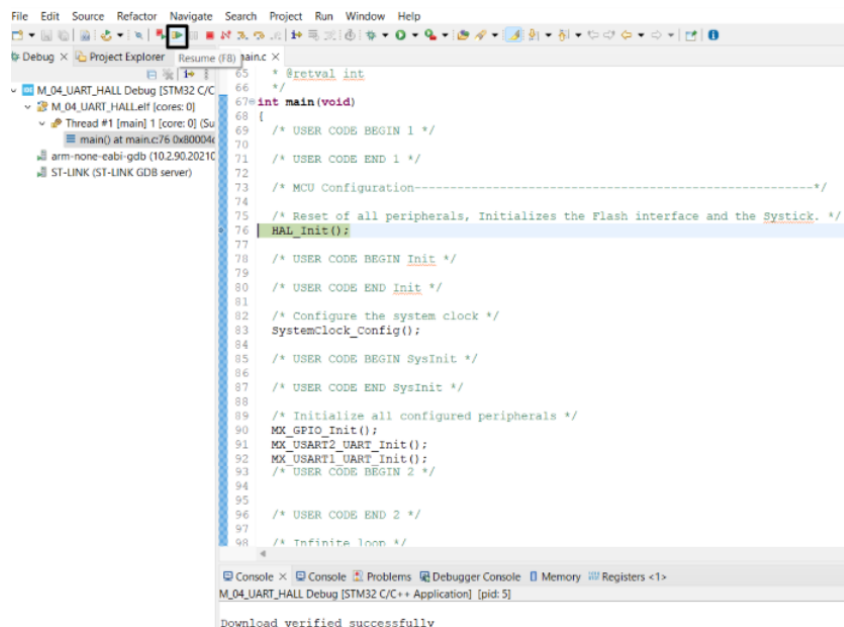 File Edit Source Refactor Navigate Search Project Run Window Help
Debug × Project Explorer
Resume (F8)
main.c ×
M_04_UART_HALL Debug [STM32 C/C
M_04_UART_HALL.elf [cores: 0]
Thread #1 [main] 1 [core: 0] (Su
main() at main.c:76 0x80004
arm-none-eabi-gdb (10.2.90.2021
ST-LINK (ST-LINK GDB server)
65 * @retval int
66 */
67 int main(void)
68 {
69 /* USER CODE BEGIN 1 */
70
71 /* USER CODE END 1 */
72
73 /* MCU Configuration--------------------------------------------------------*/
74
75 /* Reset of all peripherals, Initializes the Flash interface and the Systick. */
76 HAL_Init();
77
78 /* USER CODE BEGIN Init */
79
80 /* USER CODE END Init */
81
82 /* Configure the system clock */
83 SystemClock_Config();
84
85 /* USER CODE BEGIN SysInit */
86
87 /* USER CODE END SysInit */
88
89 /* Initialize all configured peripherals */
90 MX_GPIO_Init();
91 MX_USART2_UART_Init();
92 MX_USART1_UART_Init();
93 /* USER CODE BEGIN 2 */
94
95
96 /* USER CODE END 2 */
97
98 /* Infinite loop */
Console × Console Problems Debugger Console Memory Registers <1>
M_04_UART_HALL Debug [STM32 C/C++ Application] [pid: 5]
Download verified successfully